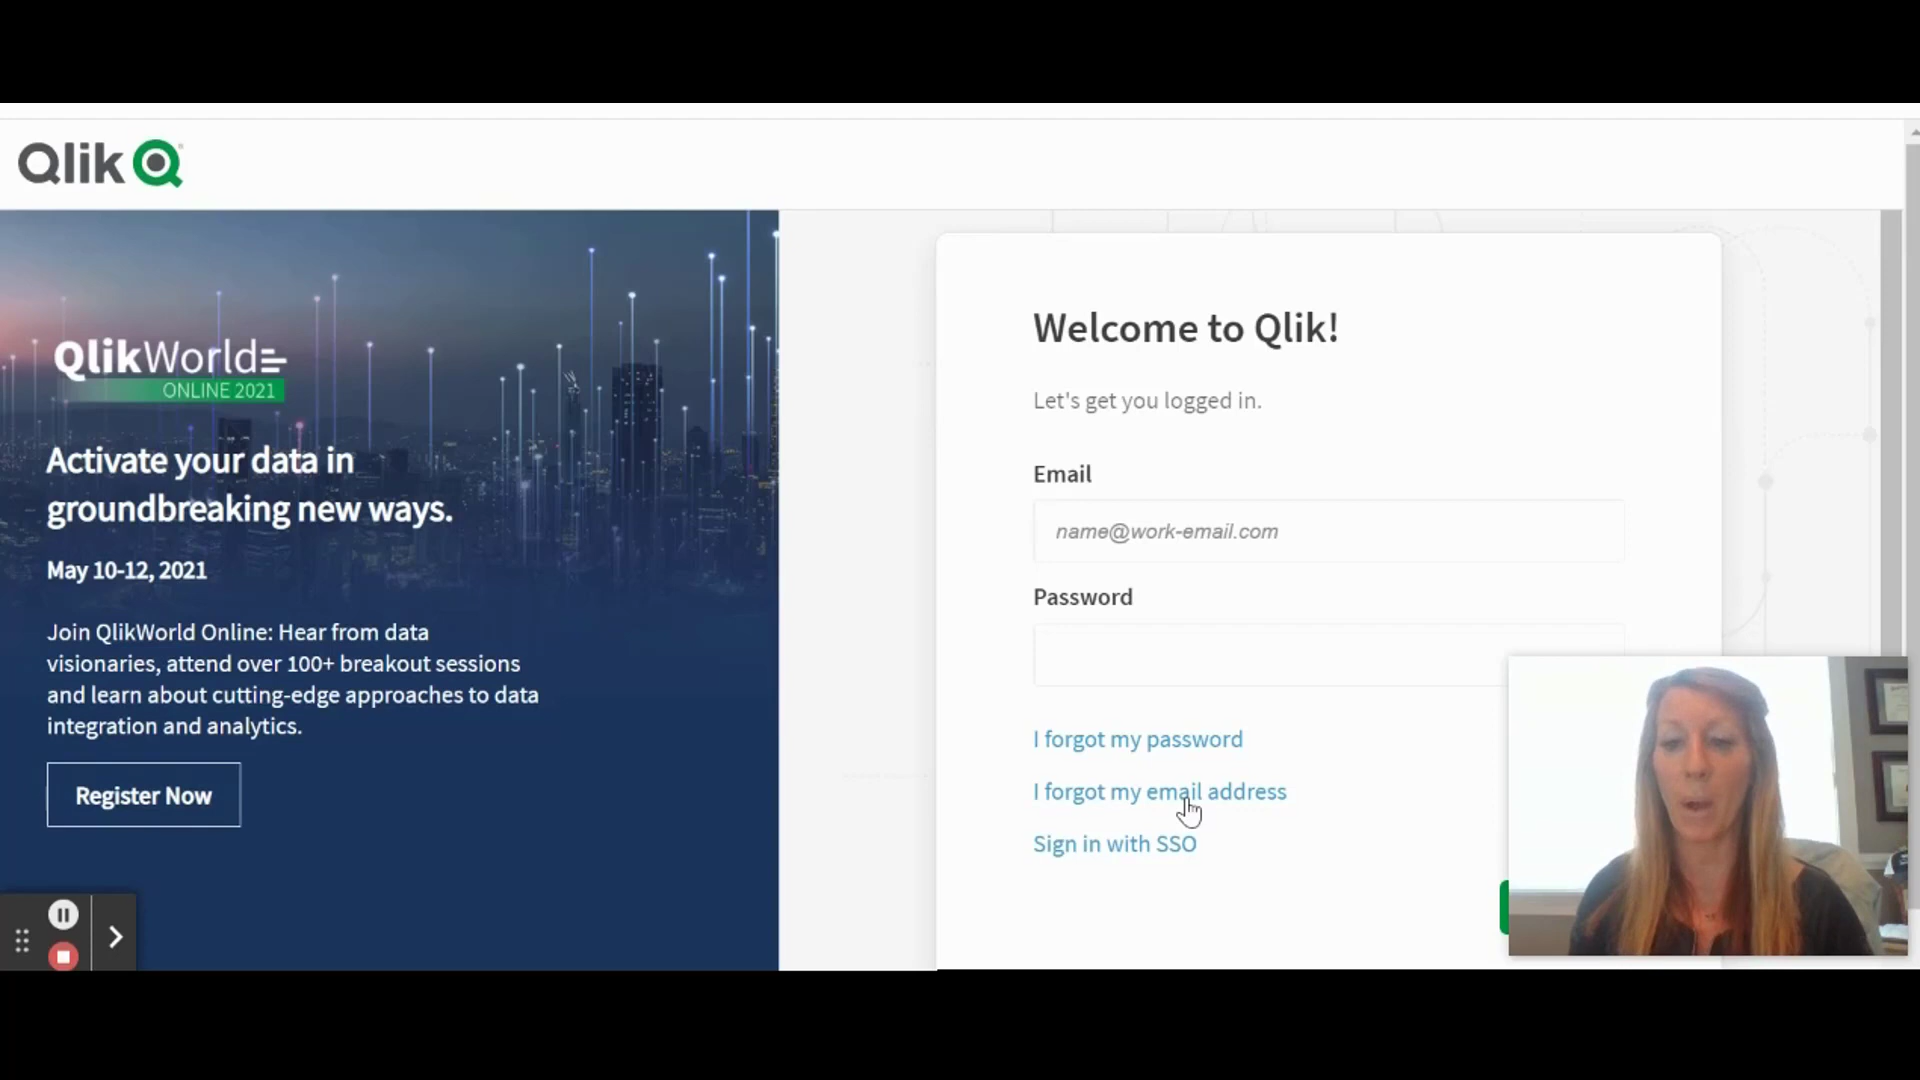 Qlik
QlikWorld
ONLINE 2021
Activate your data in
groundbreaking new ways.
May 10-12, 2021
Join QlikWorld Online: Hear from data
visionaries, attend over 100+ breakout sessions
and learn about cutting-edge approaches to data
integration and analytics.
Register Now
Welcome to Qlik!
Let's get you logged in.
Email
name@work-email.com
Password
I forgot my password
I forgot my email address
Sign in with SSO